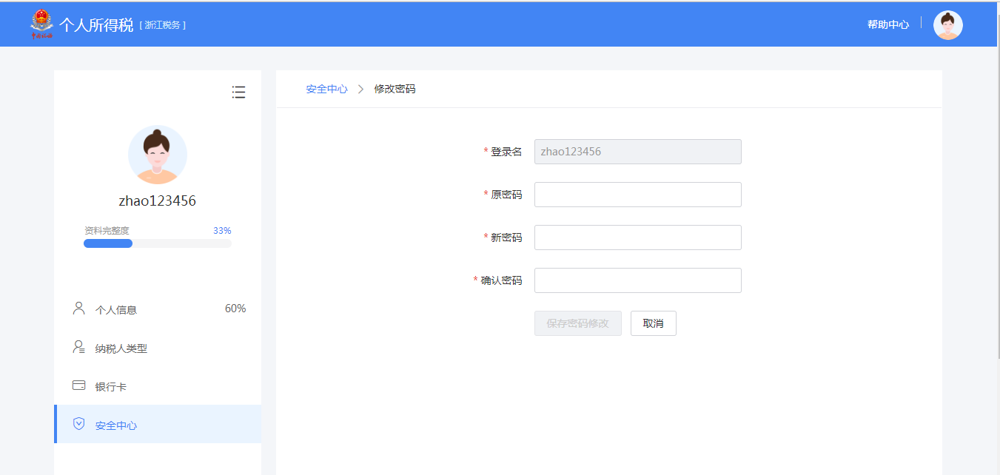 个人所得税 [ 浙江税务 ]
帮助中心
zhao123456
资料完整度 33%
个人信息 60%
纳税人类型
银行卡
安全中心
安全中心 > 修改密码
* 登录名 zhao123456
* 原密码
* 新密码
* 确认密码
保存密码修改 取消